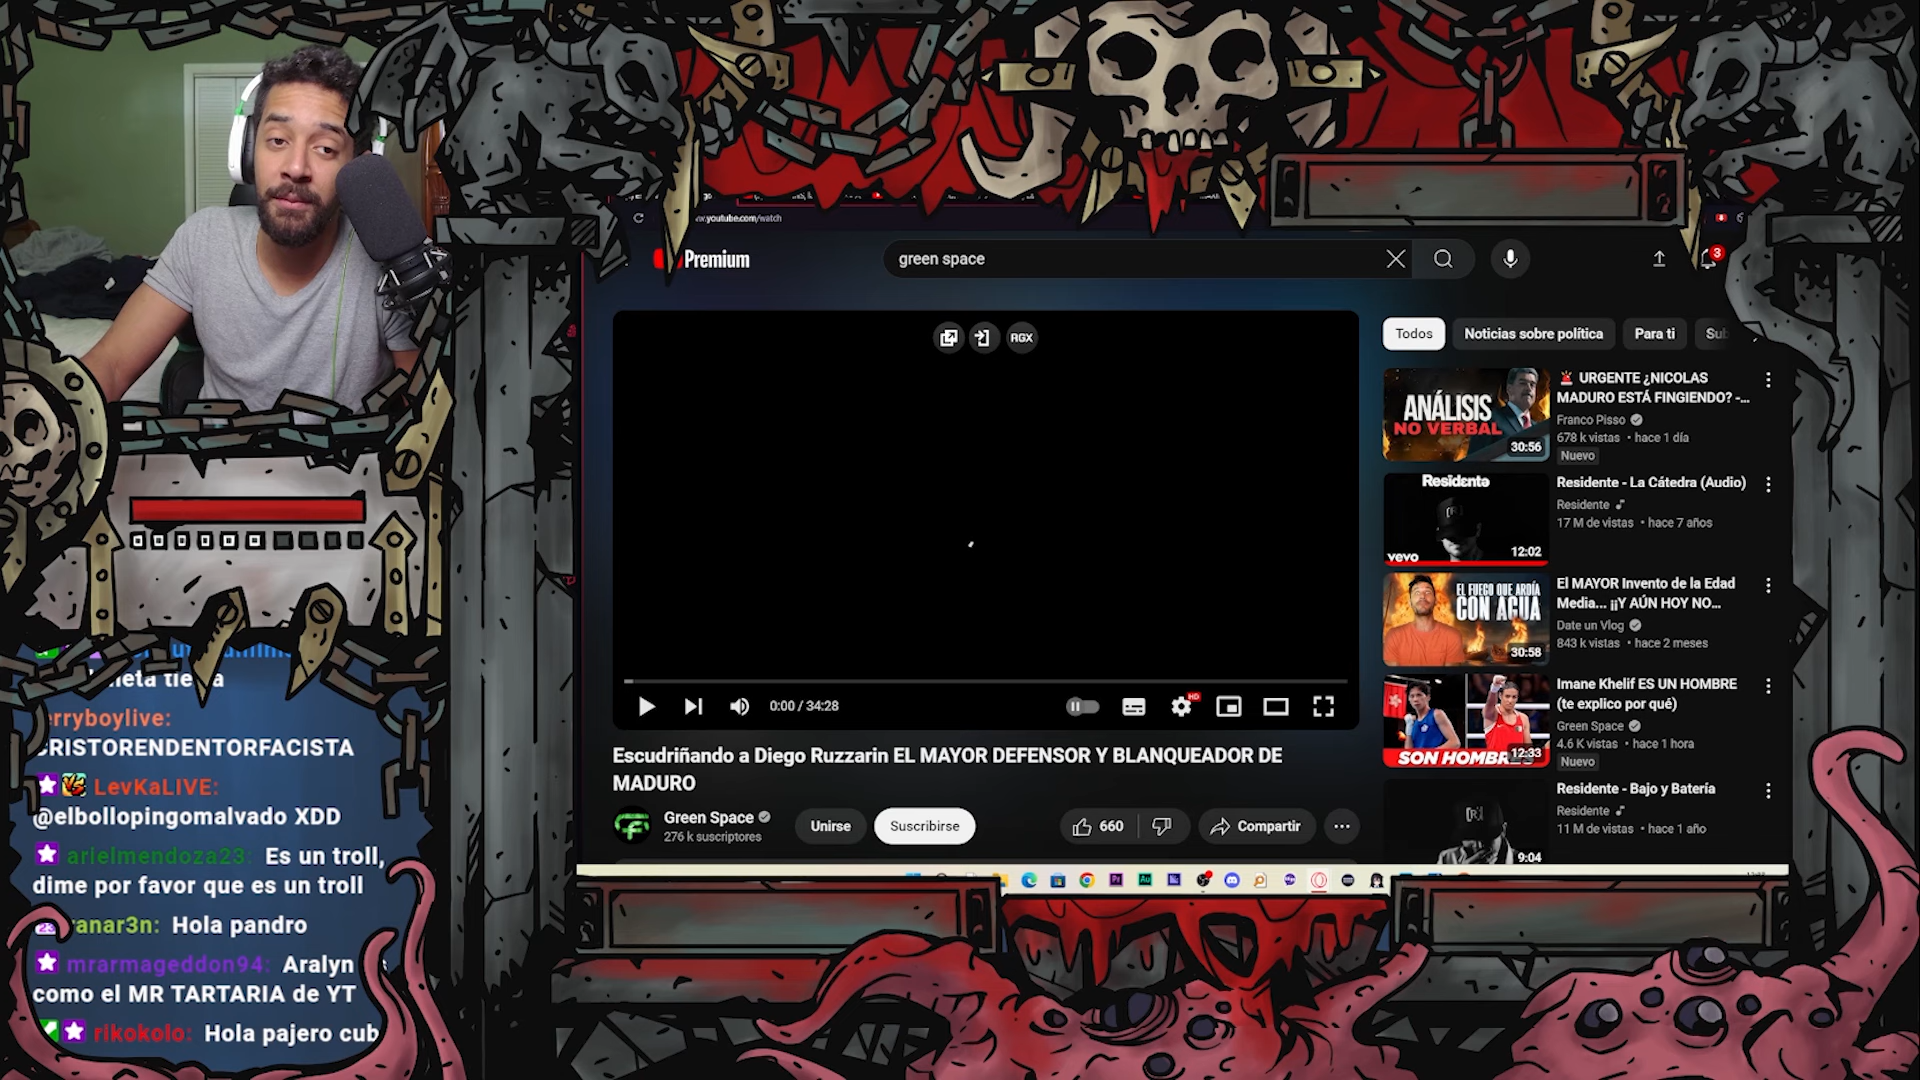 youtube.com/watch
Premium
green space
3
RGX
0:00 / 34:28
HD
Escudriñando a Diego Ruzzarin EL MAYOR DEFENSOR Y BLANQUEADOR DE
MADURO
Green Space
276 k suscriptores
Unirse
Suscribirse
660
Compartir
Todos
Noticias sobre política
Para ti
ANÁLISIS
NO VERBAL
30:56
URGENTE ¿NICOLAS
MADURO ESTÁ FINGIENDO? -...
Franco Pisso
678 k vistas • hace 1 día
Nuevo
Residente
vevo
12:02
Residente - La Cátedra (Audio)
Residente
17 M de vistas • hace 7 años
EL FUEGO QUE ARDÍA
CON AGUA
30:58
El MAYOR Invento de la Edad
Media... ¡¡Y AÚN HOY NO...
Date un Vlog
843 k vistas • hace 2 meses
12:33
Imane Khelif ES UN HOMBRE
(te explico por qué)
Green Space
4.6 K vistas • hace 1 hora
Nuevo
9:04
Residente - Bajo y Batería
Residente
11 M de vistas • hace 1 año
LevKaLIVE:
@elbollopingomalvado XDD
arielmendoza23: Es un troll,
dime por favor que es un troll
Hola pandro
mrarmageddon94: Aralyn
como el MR TARTARIA de YT
rikokolo: Hola pajero cub